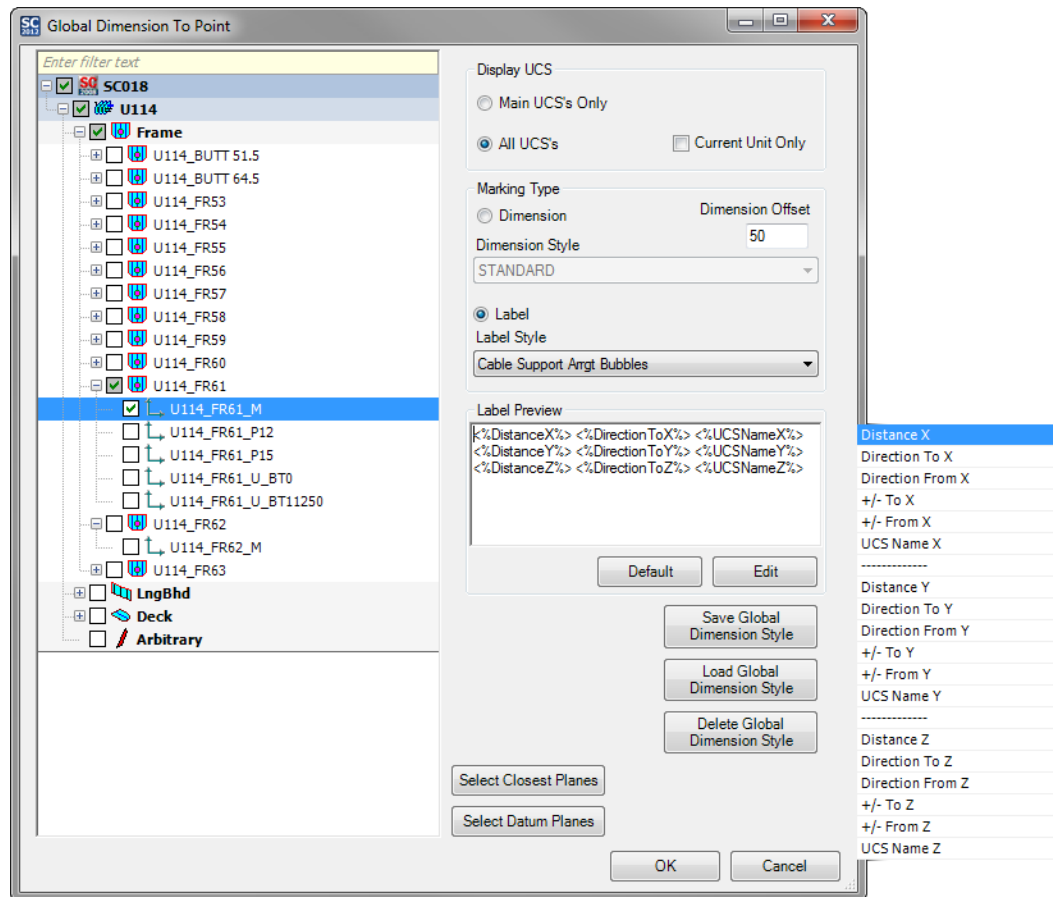 SC 2012 Global Dimension To Point
Enter filter text
SC018
U114
Frame
U114_BUTT 51.5
U114_BUTT 64.5
U114_FR53
U114_FR54
U114_FR55
U114_FR56
U114_FR57
U114_FR58
U114_FR59
U114_FR60
U114_FR61
U114_FR61_M
U114_FR61_P12
U114_FR61_P15
U114_FR61_U_BT0
U114_FR61_U_BT11250
U114_FR62
U114_FR62_M
U114_FR63
LngBhd
Deck
Arbitrary
Display UCS
Main UCS's Only
All UCS's
Current Unit Only
Marking Type
Dimension
Dimension Offset
50
Dimension Style
STANDARD
Label
Label Style
Cable Support Arrgt Bubbles
Label Preview
<%DistanceX%> <%DirectionToX%> <%UCSNameX%>
<%DistanceY%> <%DirectionToY%> <%UCSNameY%>
<%DistanceZ%> <%DirectionToZ%> <%UCSNameZ%>
Default
Edit
Save Global
Dimension Style
Load Global
Dimension Style
Delete Global
Dimension Style
Select Closest Planes
Select Datum Planes
OK
Cancel
Distance X
Direction To X
Direction From X
+/- To X
+/- From X
UCS Name X
-------------
Distance Y
Direction To Y
Direction From Y
+/- To Y
+/- From Y
UCS Name Y
-------------
Distance Z
Direction To Z
Direction From Z
+/- To Z
+/- From Z
UCS Name Z